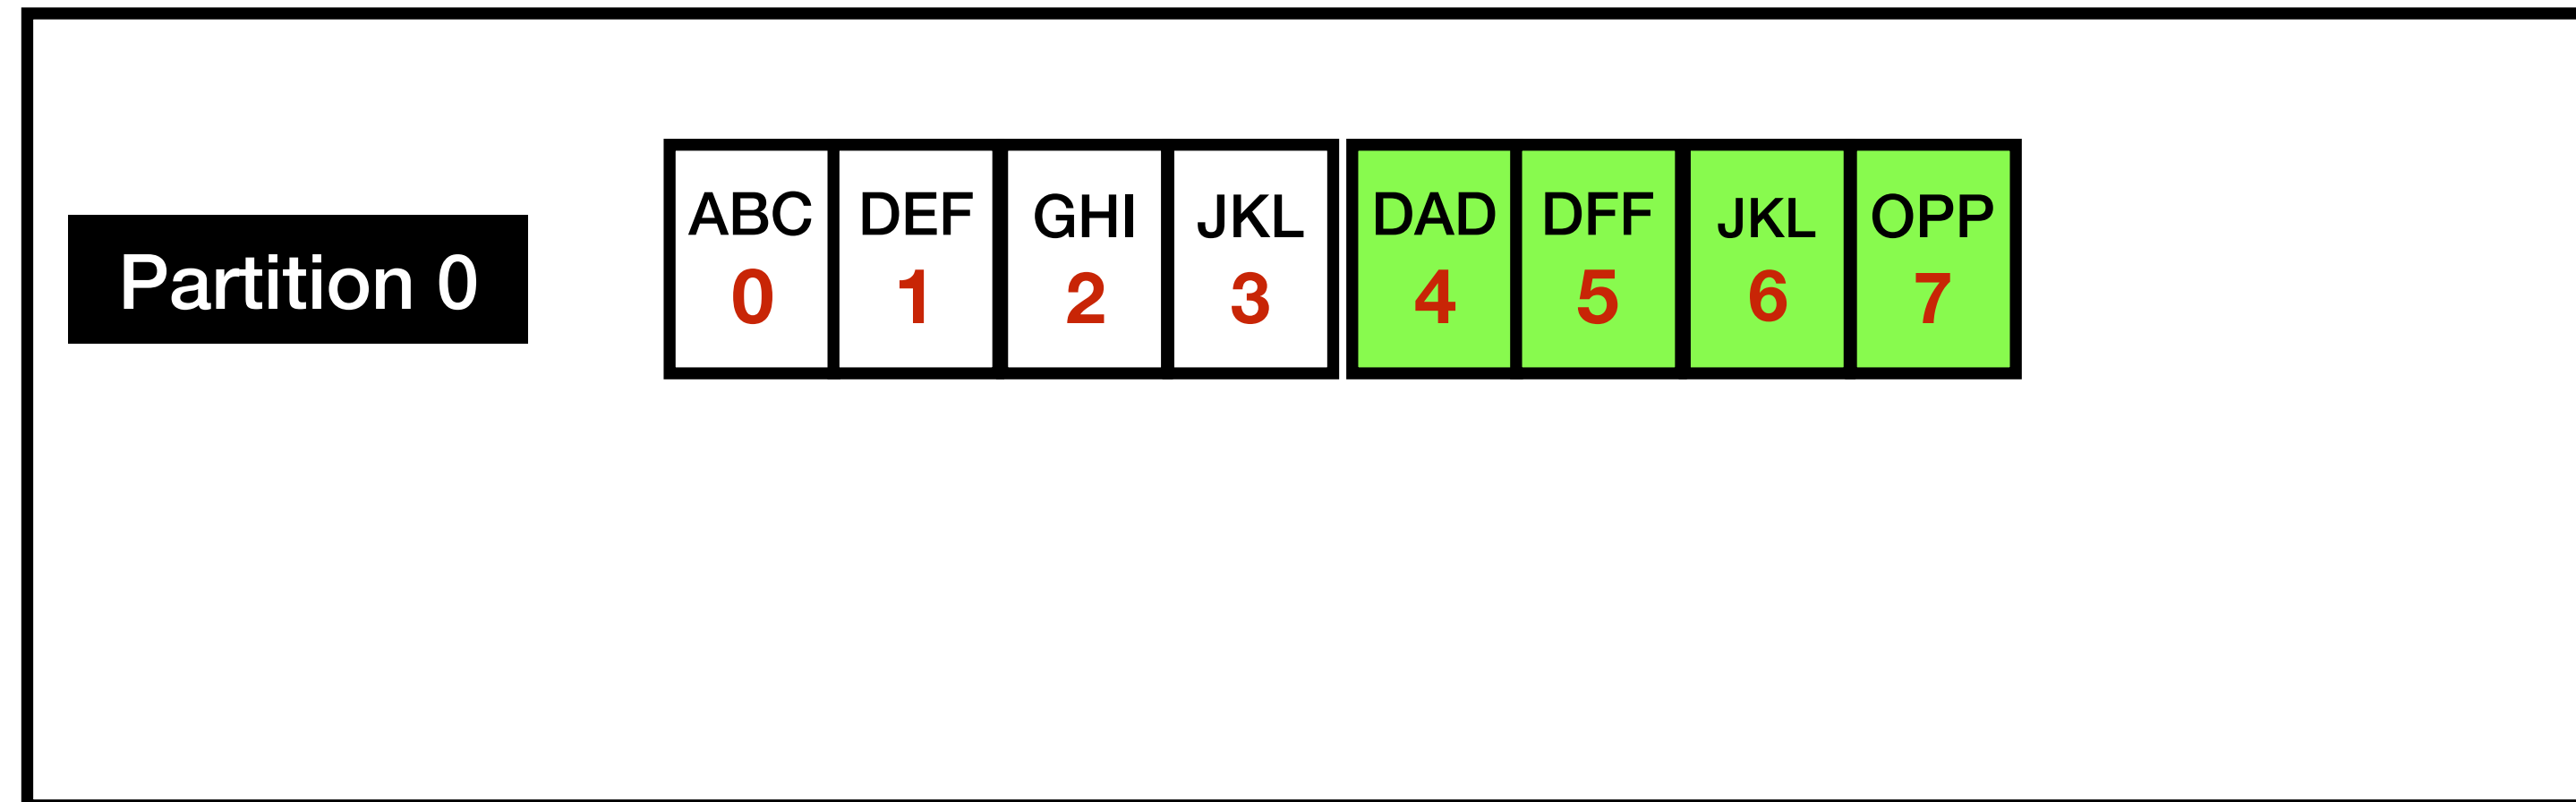 ABC DEF GHI JKL DAD DFF JKL OPP
Partition 0
0 1 2 3 4 5 6 7